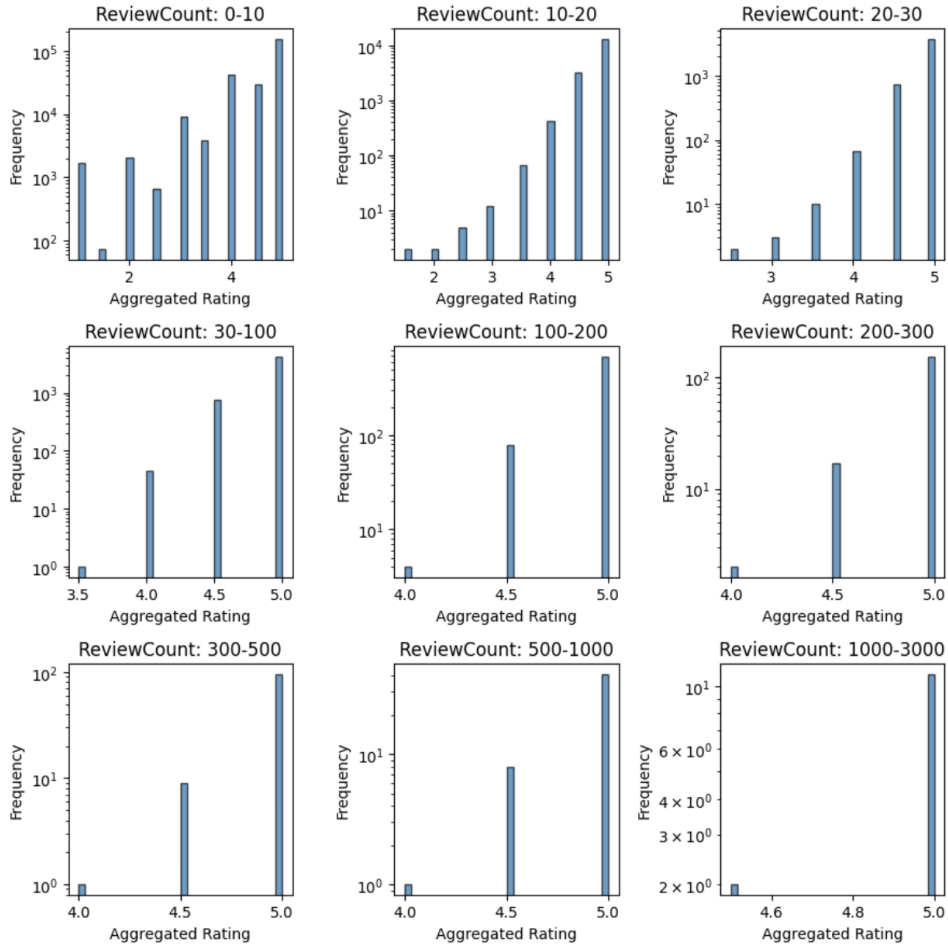 ReviewCount: 0-10
10^5
10^4
10^3
10^2
Frequency
2 4
Aggregated Rating
ReviewCount: 10-20
10^4
10^3
10^2
10^1
Frequency
2 3 4 5
Aggregated Rating
ReviewCount: 20-30
10^3
10^2
10^1
Frequency
3 4 5
Aggregated Rating
ReviewCount: 30-100
10^3
10^2
10^1
10^0
Frequency
3.5 4.0 4.5 5.0
Aggregated Rating
ReviewCount: 100-200
10^2
10^1
Frequency
4.0 4.5 5.0
Aggregated Rating
ReviewCount: 200-300
10^2
10^1
Frequency
4.0 4.5 5.0
Aggregated Rating
ReviewCount: 300-500
10^2
10^1
10^0
Frequency
4.0 4.5 5.0
Aggregated Rating
ReviewCount: 500-1000
10^1
10^0
Frequency
4.0 4.5 5.0
Aggregated Rating
ReviewCount: 1000-3000
10^1
6 × 10^0
4 × 10^0
3 × 10^0
2 × 10^0
Frequency
4.6 4.8 5.0
Aggregated Rating